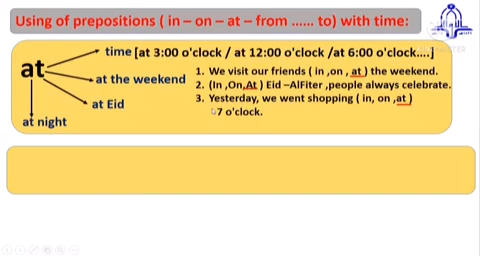 Using of prepositions ( in – on – at – from ...... to) with time:
time [at 3:00 o'clock / at 12:00 o'clock /at 6:00 o'clock....]
at
at the weekend
at Eid
at night
1. We visit our friends ( in ,on , at ) the weekend.
2. (In ,On,At ) Eid –AlFiter ,people always celebrate.
3. Yesterday, we went shopping ( in, on ,at )
7 o'clock.